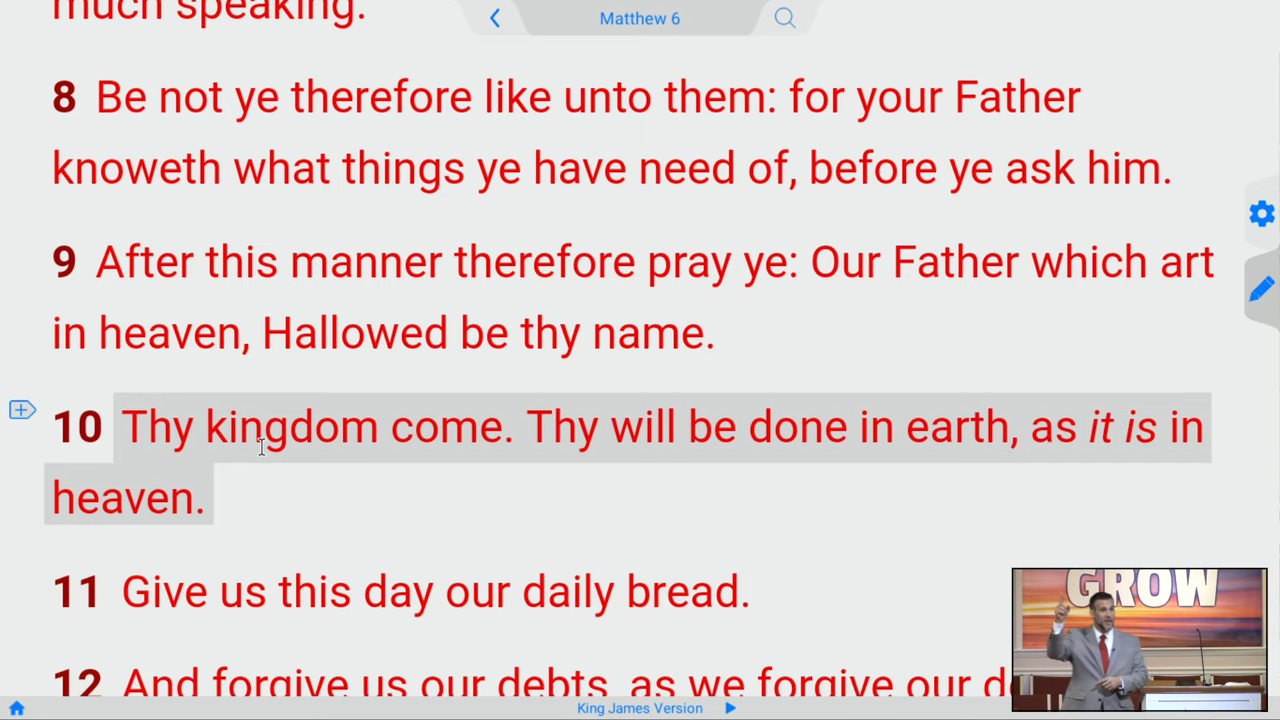 much speaking.
Matthew 6
8 Be not ye therefore like unto them: for your Father
knoweth what things ye have need of, before ye ask him.
9 After this manner therefore pray ye: Our Father which art
in heaven, Hallowed be thy name.
10 Thy kingdom come. Thy will be done in earth, as it is in
heaven.
11 Give us this day our daily bread.
12 And forgive us our debts, as we forgive our
GROW
King James Version